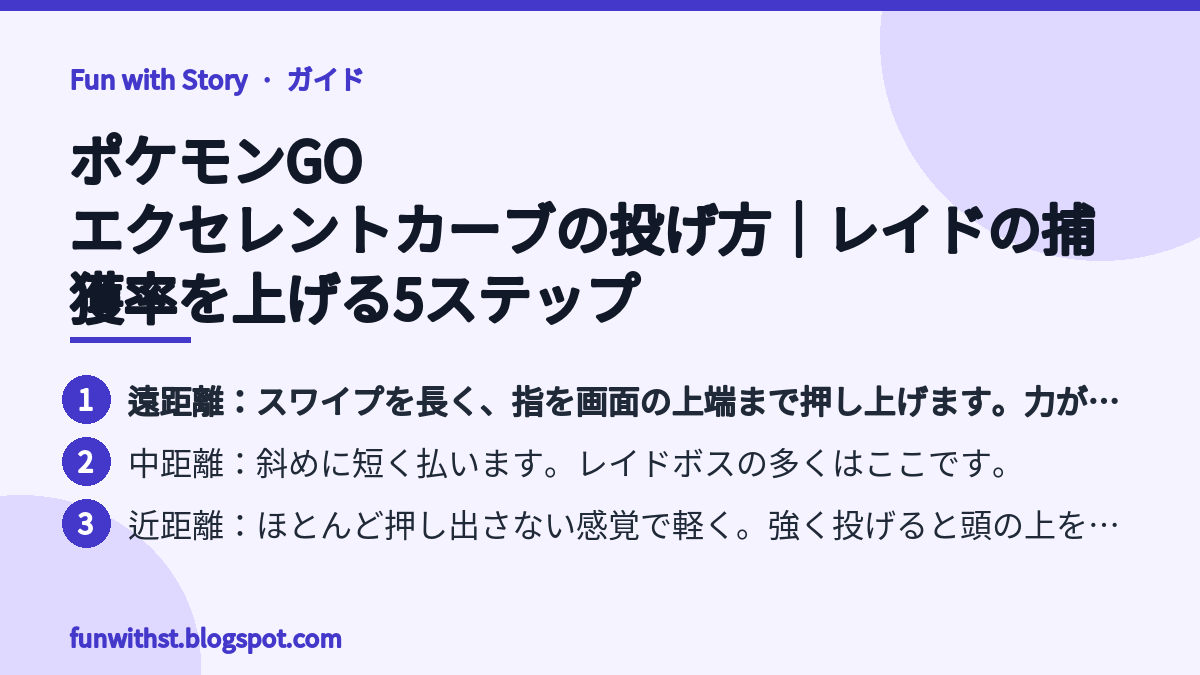 Fun with Story ・ ガイド
ポケモンGO
エクセレントカーブの投げ方｜レイドの捕
獲率を上げる5ステップ
1 遠距離：スワイプを長く、指を画面の上端まで押し上げます。力が…
2 中距離：斜めに短く払います。レイドボスの多くはここです。
3 近距離：ほとんど押し出さない感覚で軽く。強く投げると頭の上を…
funwithst.blogspot.com